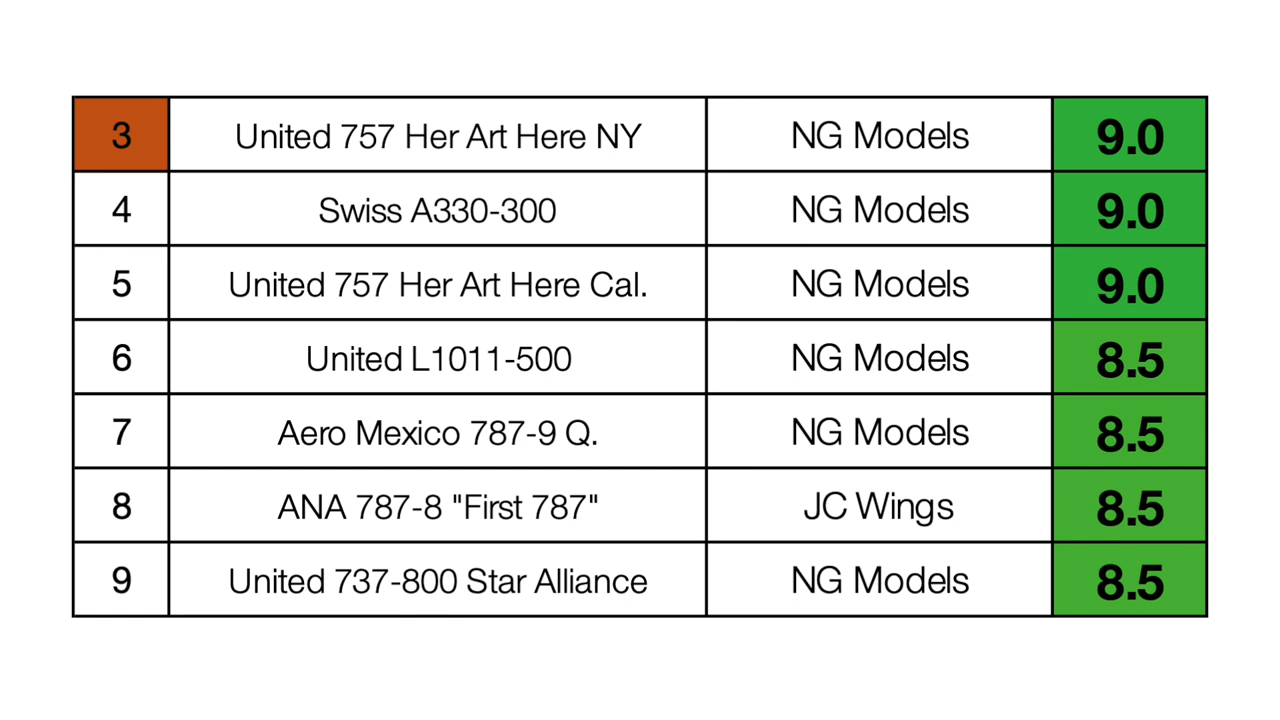 3 United 757 Her Art Here NY NG Models 9.0
4 Swiss A330-300 NG Models 9.0
5 United 757 Her Art Here Cal. NG Models 9.0
6 United L1011-500 NG Models 8.5
7 Aero Mexico 787-9 Q. NG Models 8.5
8 ANA 787-8 "First 787" JC Wings 8.5
9 United 737-800 Star Alliance NG Models 8.5